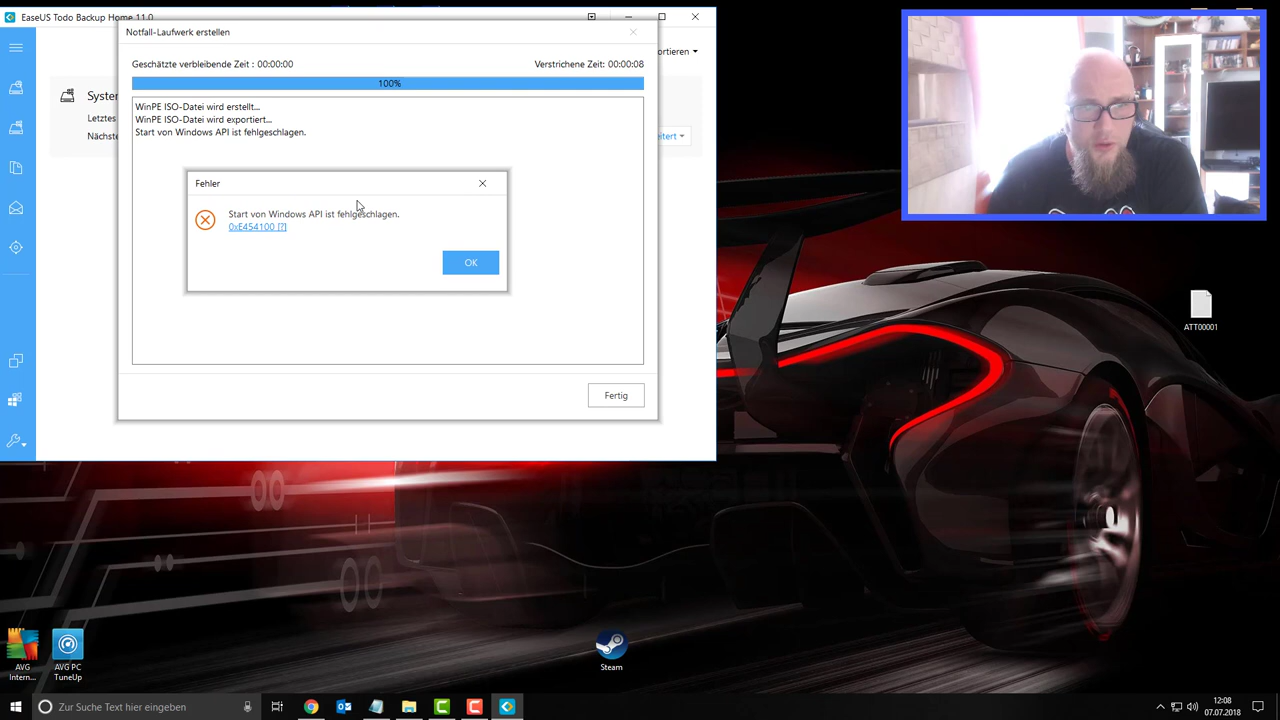 EaseUS Todo Backup Home 11.0
Notfall-Laufwerk erstellen
ortieren
Geschätzte verbleibende Zeit : 00:00:00
Verstrichene Zeit: 00:00:08
100%
System
Letztes
Nächste
eitert
WinPE ISO-Datei wird erstellt...
WinPE ISO-Datei wird exportiert...
Start von Windows API ist fehlgeschlagen.
Fehler
Start von Windows API ist fehlgeschlagen.
0xE454100 [?]
OK
Fertig
ATT00001
AVG
Intern...
AVG PC
TuneUp
Steam
Zur Suche Text hier eingeben
12:08
07.07.2018